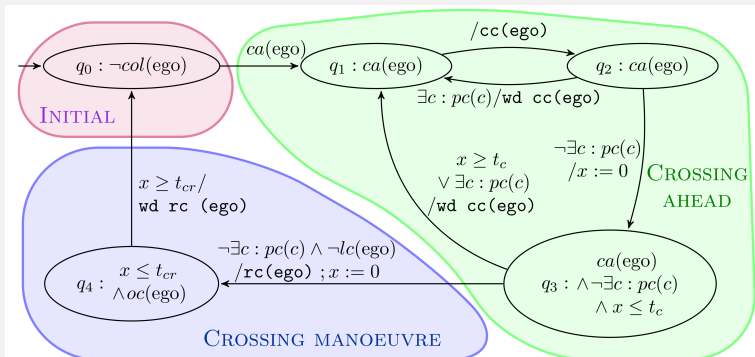 /cc(ego)
ca(ego)
q₀ : ¬col(ego)
q₁ : ca(ego)
q₂ : ca(ego)
∃c : pc(c)/wd cc(ego)
INITIAL
¬∃c : pc(c)
/x := 0
x ≥ t_c
∨ ∃c : pc(c)
/wd cc(ego)
CROSSING
AHEAD
x ≥ t_cr/
wd rc (ego)
¬∃c : pc(c) ∧ ¬lc(ego)
/rc(ego) ; x := 0
q₄ : x ≤ t_cr
∧oc(ego)
ca(ego)
q₃ : ∧¬∃c : pc(c)
∧ x ≤ t_c
CROSSING MANOEUVRE